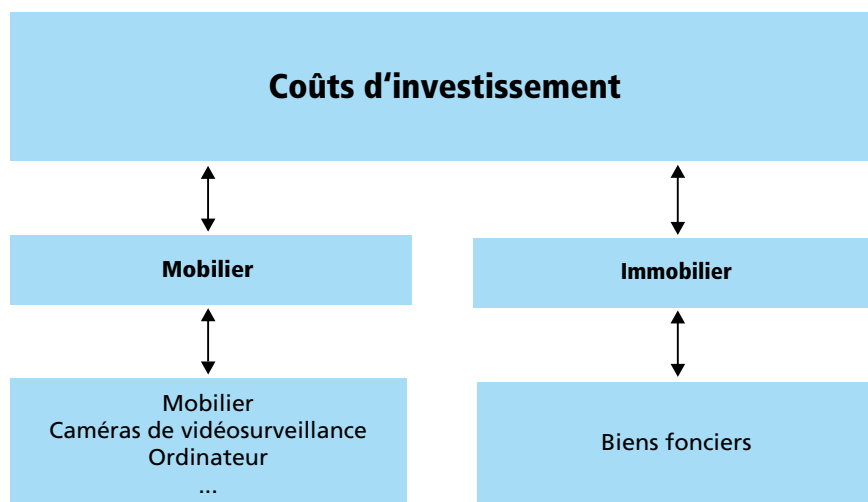 Coûts d‘investissement
Mobilier
Immobilier
Mobilier
Caméras de vidéosurveillance
Ordinateur
...
Biens fonciers